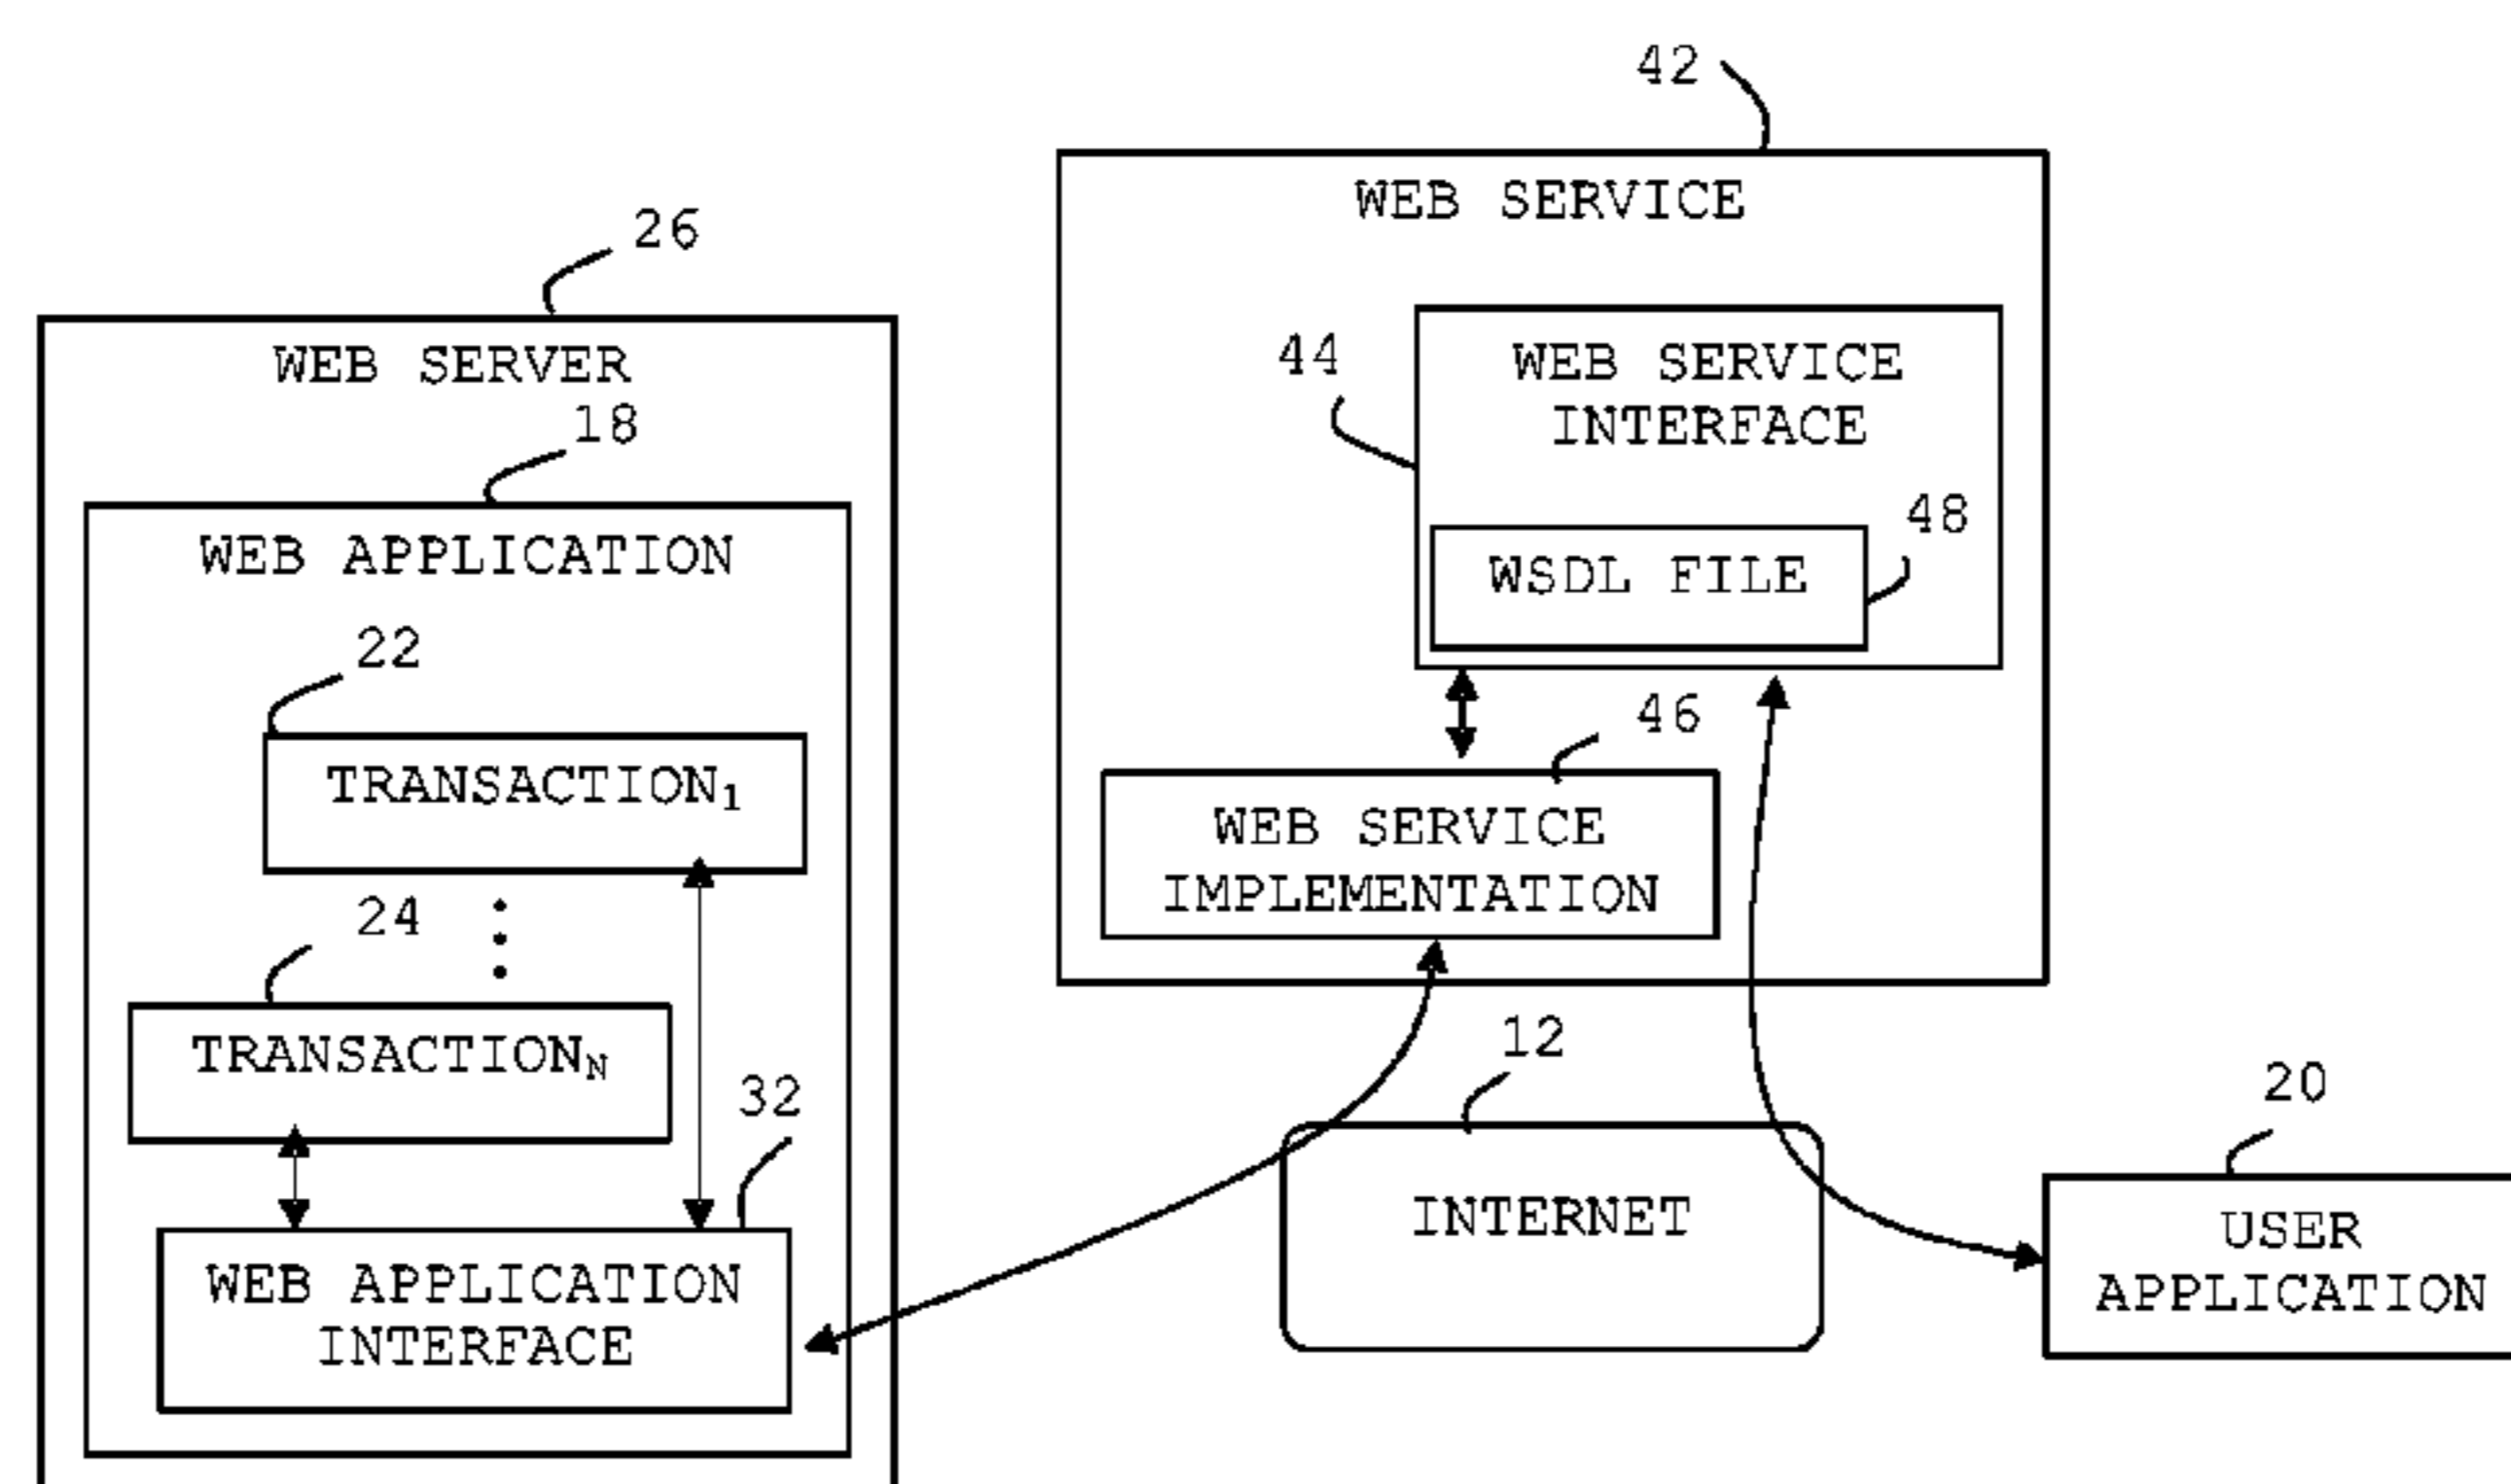 42
WEB SERVICE
26
WEB SERVER
44
WEB SERVICE
INTERFACE
18
48
WEB APPLICATION
WSDL FILE
22
46
TRANSACTION1
WEB SERVICE
IMPLEMENTATION
24
TRANSACTIONN
12
32
20
INTERNET
USER
APPLICATION
WEB APPLICATION
INTERFACE